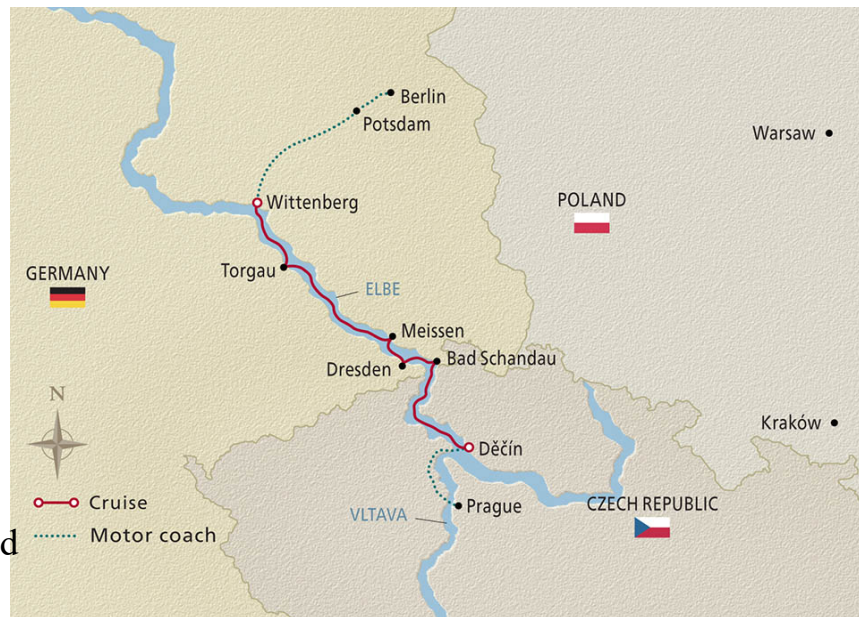 Berlin
Potsdam
Warsaw
Wittenberg
POLAND
GERMANY
Torgau
ELBE
Meissen
Bad Schandau
Dresden
N
Kraków
Děčín
Cruise
Prague
CZECH REPUBLIC
VLTAVA
Motor coach
d